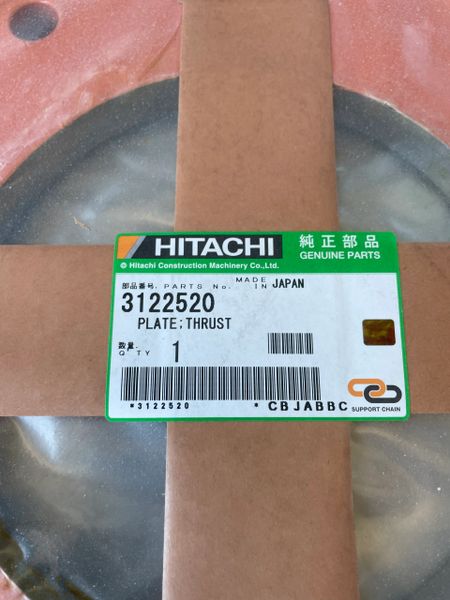 HITACHI
純正部品
GENUINE PARTS
© Hitachi Construction Machinery Co.,Ltd.
部品番号. PARTS No. MADE IN JAPAN
3122520
PLATE;THRUST
数量.
Q'TY 1
*3122520 * CBJABBC
SUPPORT CHAIN